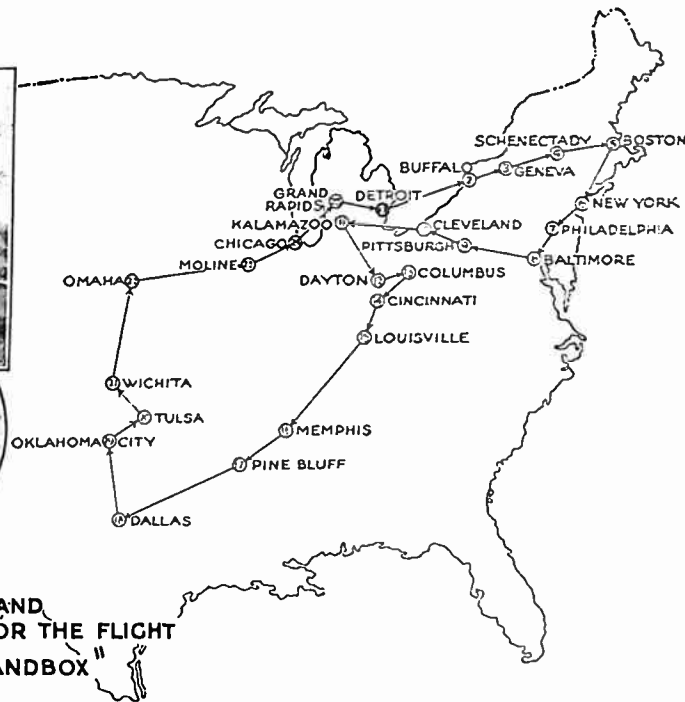 SCHENECTADY
BOSTON
BUFFALO
GENEVA
GRAND
RAPIDS
DETROIT
NEW YORK
KALAMAZOO
CLEVELAND
PHILADELPHIA
CHICAGO
PITTSBURGH
BALTIMORE
MOLINE
OMAHA
DAYTON
COLUMBUS
CINCINNATI
LOUISVILLE
WICHITA
TULSA
OKLAHOMA CITY
MEMPHIS
PINE BLUFF
DALLAS
AND
OR THE FLIGHT
ANDBOX"